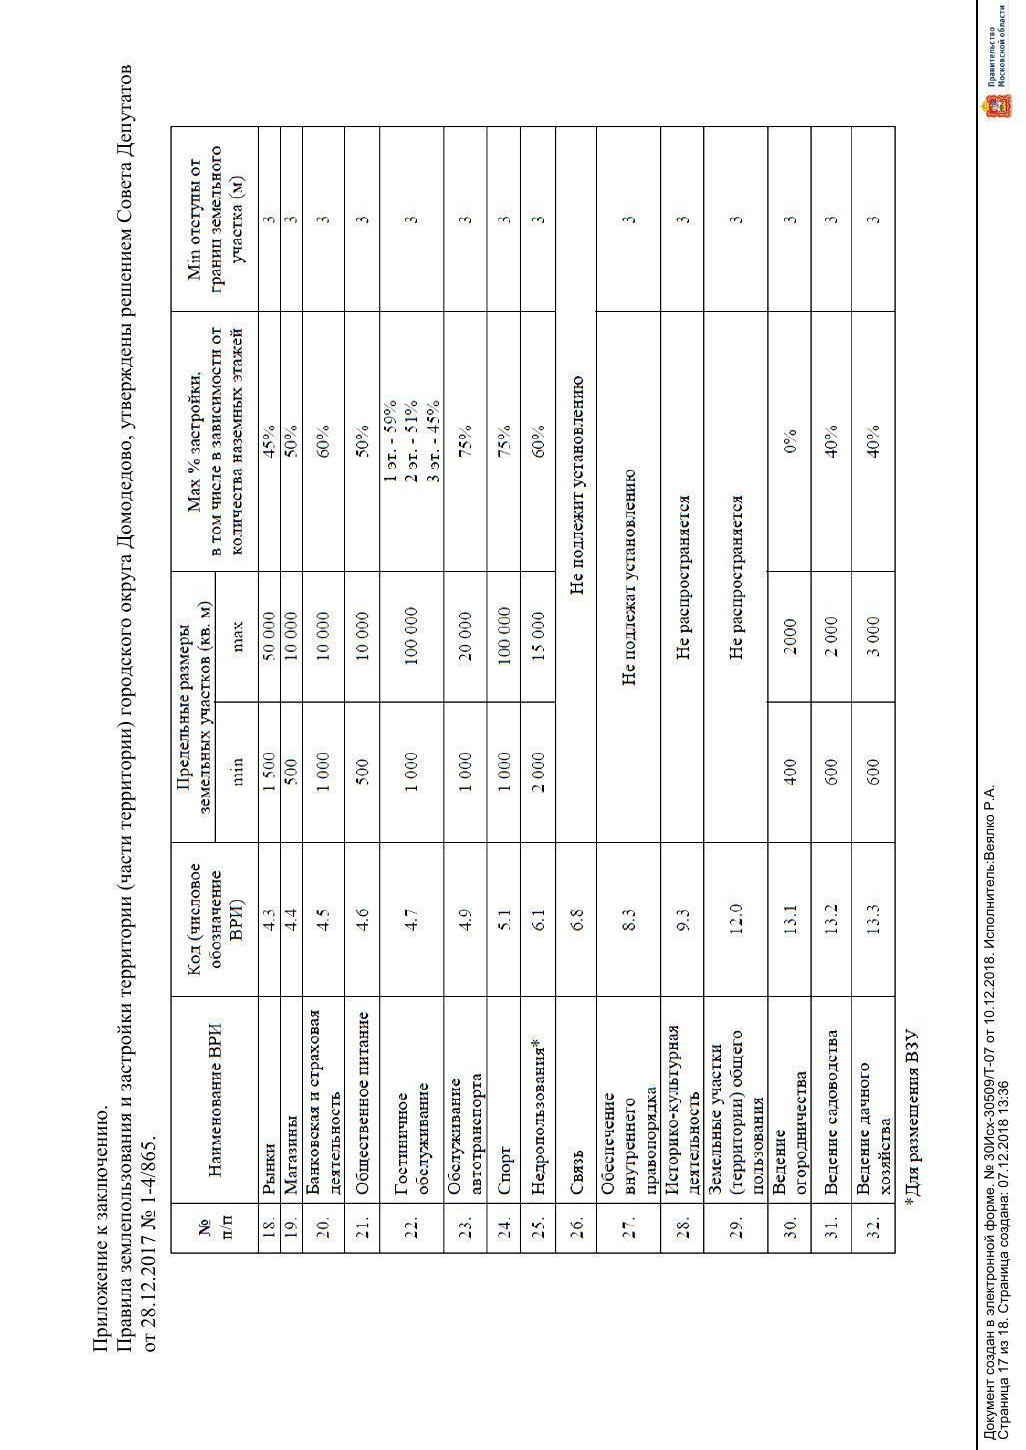 Приложение к заключению.
Правила землепользования и застройки территории (части территории) городского округа Домодедово, утверждены решением Совета Депутатов
от 28.12.2017 № 1-4/865.
№ п/п Наименование ВРИ Код (числовое обозначение ВРИ) Предельные размеры земельных участков (кв. м) Max % застройки, в том числе в зависимости от количества наземных этажей Min отступы от границ земельного участка (м)
min max
18. Рынки 4.3 1 500 50 000 45% 3
19. Магазины 4.4 500 10 000 50% 3
20. Банковская и страховая деятельность 4.5 1 000 10 000 60% 3
21. Общественное питание 4.6 500 10 000 50% 3
22. Гостиничное обслуживание 4.7 1 000 100 000 1 эт. - 59% 2 эт. - 51% 3 эт. - 45% 3
23. Обслуживание автотранспорта 4.9 1 000 20 000 75% 3
24. Спорт 5.1 1 000 100 000 75% 3
25. Недропользования* 6.1 2 000 15 000 60% 3
26. Связь 6.8 Не подлежит установлению
27. Обеспечение внутреннего правопорядка 8.3 Не подлежат установлению 3
28. Историко-культурная деятельность 9.3 Не распространяется 3
29. Земельные участки (территории) общего пользования 12.0 Не распространяется 3
30. Ведение огородничества 13.1 400 2000 0% 3
31. Ведение садоводства 13.2 600 2 000 40% 3
32. Ведение дачного хозяйства 13.3 600 3 000 40% 3
*Для размещения ВЗУ
Документ создан в электронной форме. № 30Исх-30509/Т-07 от 10.12.2018. Исполнитель:Веялко Р.А.
Страница 17 из 18. Страница создана: 07.12.2018 13:36
Правительство
Московской области